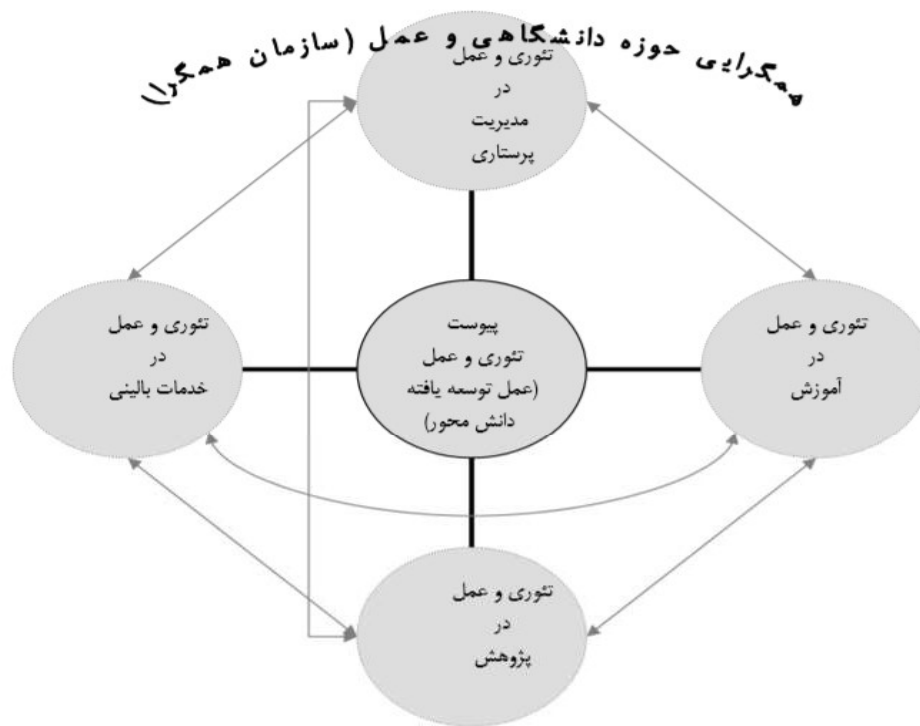 همگرایی حوزه دانشگاهی و عمل (سازمان همگرا)
تئوری و عمل
در
مدیریت
پرستاری
تئوری و عمل
در
آموزش
پیوست
تئوری و عمل
(عمل توسعه یافته
دانش محور)
تئوری و عمل
در
خدمات بالینی
تئوری و عمل
در
پژوهش